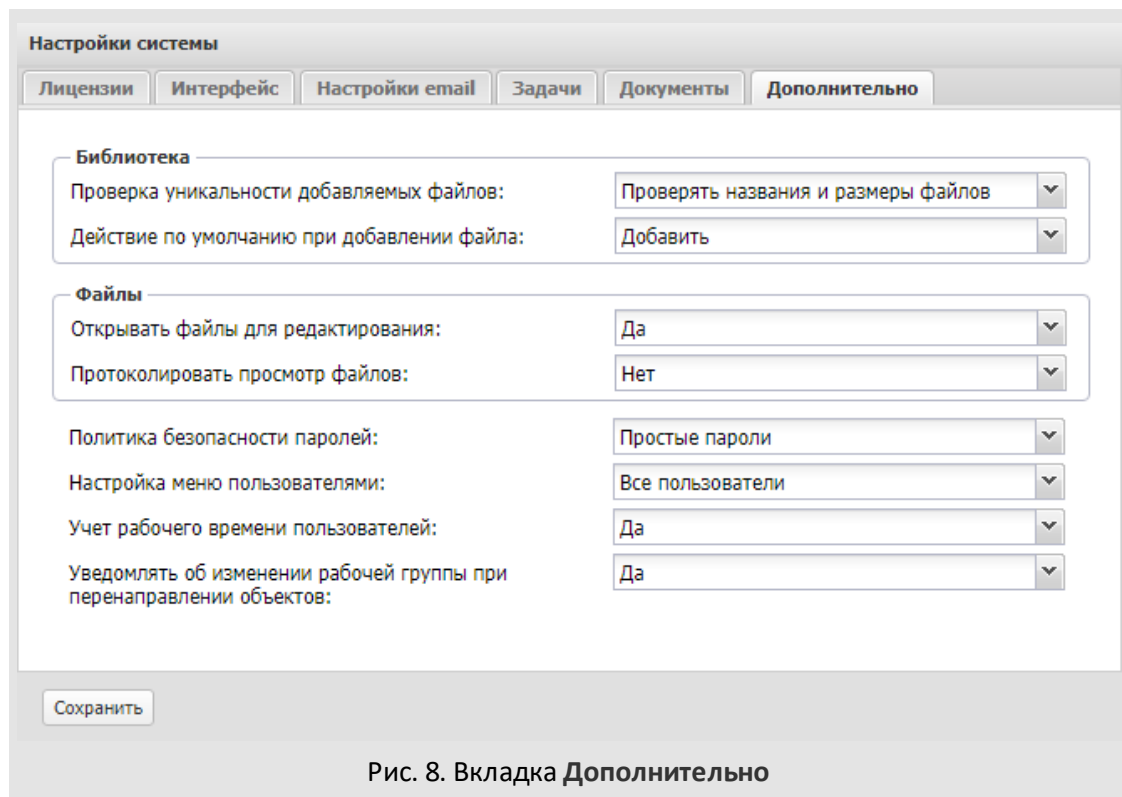 Настройки системы
Лицензии Интерфейс Настройки email Задачи Документы Дополнительно
Библиотека
Проверка уникальности добавляемых файлов: Проверять названия и размеры файлов
Действие по умолчанию при добавлении файла: Добавить
Файлы
Открывать файлы для редактирования: Да
Протоколировать просмотр файлов: Нет
Политика безопасности паролей: Простые пароли
Настройка меню пользователями: Все пользователи
Учет рабочего времени пользователей: Да
Уведомлять об изменении рабочей группы при Да
перенаправлении объектов:
Сохранить
Рис. 8. Вкладка Дополнительно